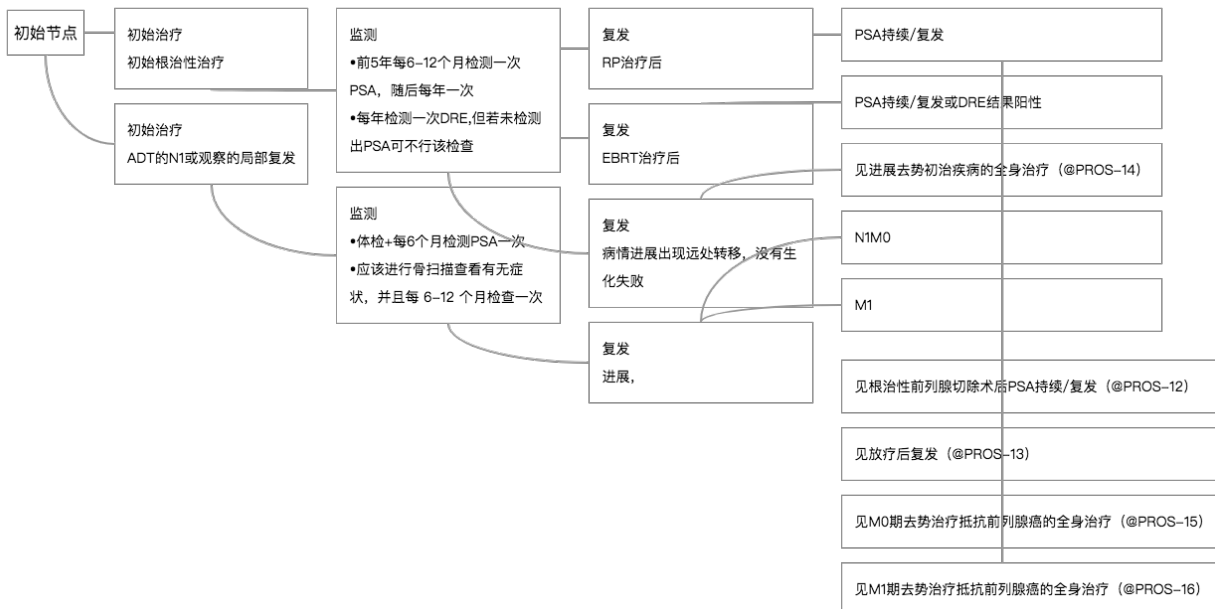 初始节点
初始治疗
初始根治性治疗
初始治疗
ADT的N1或观察的局部复发
监测
•前5年每6-12个月检测一次
PSA，随后每年一次
•每年检测一次DRE,但若未检测
出PSA可不行该检查
监测
•体检+每6个月检测PSA一次
•应该进行骨扫描查看有无症
状，并且每 6-12 个月检查一次
复发
RP治疗后
复发
EBRT治疗后
复发
病情进展出现远处转移，没有生
化失败
复发
进展，
PSA持续/复发
PSA持续/复发或DRE结果阳性
见进展去势初治疾病的全身治疗（@PROS-14）
N1M0
M1
见根治性前列腺切除术后PSA持续/复发（@PROS-12）
见放疗后复发（@PROS-13）
见M0期去势治疗抵抗前列腺癌的全身治疗（@PROS-15）
见M1期去势治疗抵抗前列腺癌的全身治疗（@PROS-16）